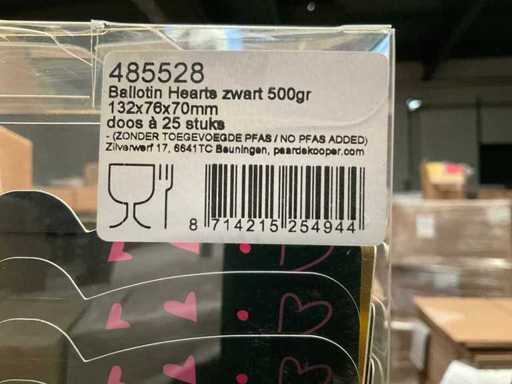 485528
Ballotin Hearts zwart 500gr
132x76x70mm
doos à 25 stuks
- (ZONDER TOEGEVOEGDE PFAS / NO PFAS ADDED)
Zilverwerf 17, 6641TC Beuningen, paardekooper.com
8 714215 254944